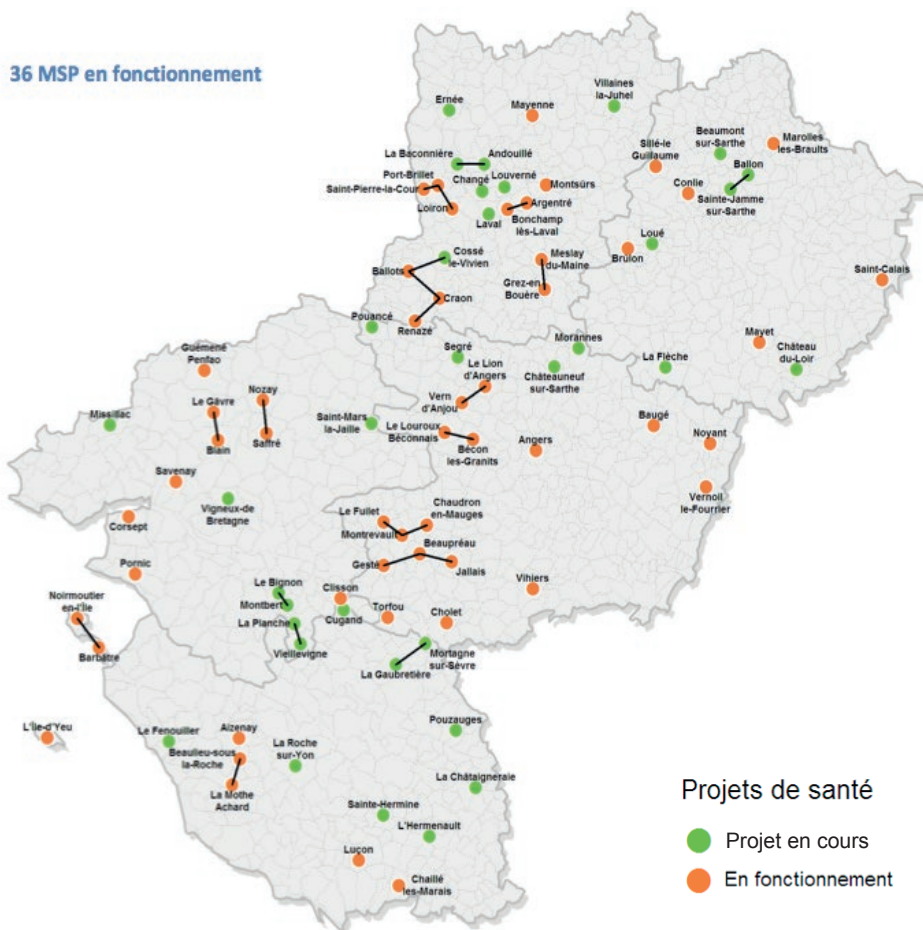 36 MSP en fonctionnement
Villaines
la-Juhel
Ernée
Mayenne
Beaumont
sur-Sarthe
Marolles
les-Braults
Sillé-le
Guillaume
La Baconnière
Andouillé
Ballon
Port-Brillet
Changé
Louverné
Montsûrs
Saint-Pierre-la-Cour
Conlie
Sainte-Jamme
sur-Sarthe
Loiron
Argentré
Laval
Bonchamp
lès-Laval
Loué
Cossé
le-Vivien
Meslay
du-Maine
Brulon
Ballots
Saint-Calais
Grez-en
Bouère
Craon
Pouancé
Renazé
Morannes
Mayet
Segré
La Flèche
Château
du-Loir
Guémené
Penfao
Le Lion
d'Angers
Châteauneuf
sur-Sarthe
Le Gâvre
Nozay
Vern
d'Anjou
Missillac
Saint-Mars
la-Jaille
Le Louroux
Béconnais
Baugé
Noyant
Blain
Saffré
Bécon
les-Granits
Angers
Savenay
Vernoil
le-Fourrier
Vigneux-de
Bretagne
Corsept
Le Fuilet
Chaudron
en-Mauges
Montrevault
Beaupréau
Pornic
Gesté
Jallais
Le Bignon
Clisson
Vihiers
Noirmoutier
en-l'Île
Montbert
Torfou
Cholet
La Planche
Cugand
Barbâtre
Vieillevigne
Mortagne
sur-Sèvre
La Gaubretière
L'Île-d'Yeu
Le Fenouiller
Aizenay
Pouzauges
Beaulieu-sous
la-Roche
La Roche
sur-Yon
La Châtaigneraie
La Mothe
Achard
Sainte-Hermine
L'Hermenault
Luçon
Chaillé
les-Marais
Projets de santé
Projet en cours
En fonctionnement